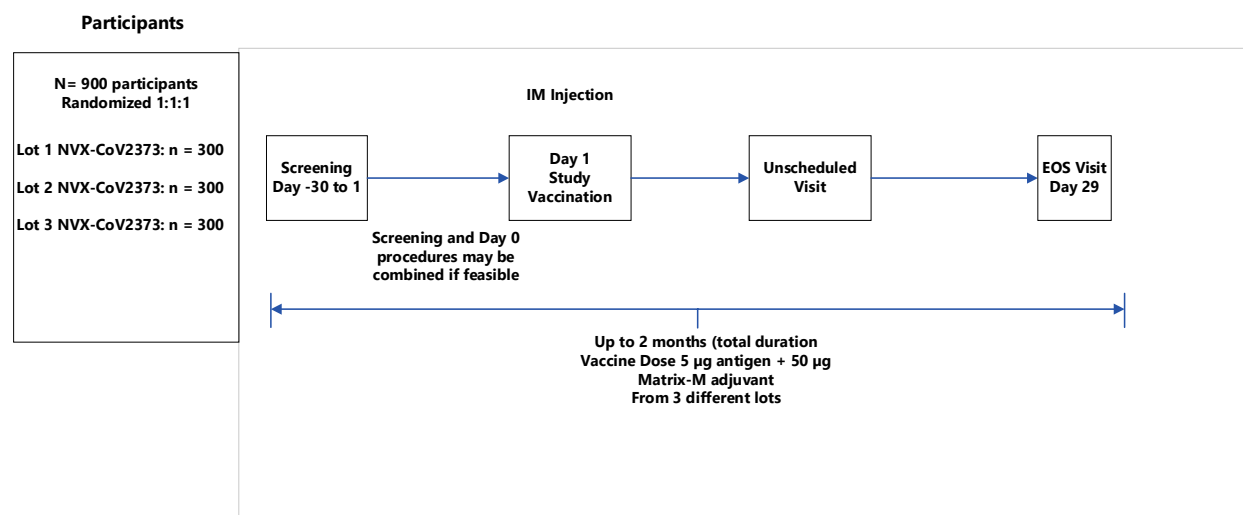 Participants
N= 900 participants
Randomized 1:1:1
Lot 1 NVX-CoV2373: n = 300
Lot 2 NVX-CoV2373: n = 300
Lot 3 NVX-CoV2373: n = 300
IM Injection
Screening
Day -30 to 1
Day 1
Study
Vaccination
Unscheduled
Visit
EOS Visit
Day 29
Screening and Day 0
procedures may be
combined if feasible
Up to 2 months (total duration
Vaccine Dose 5 µg antigen + 50 µg
Matrix-M adjuvant
From 3 different lots